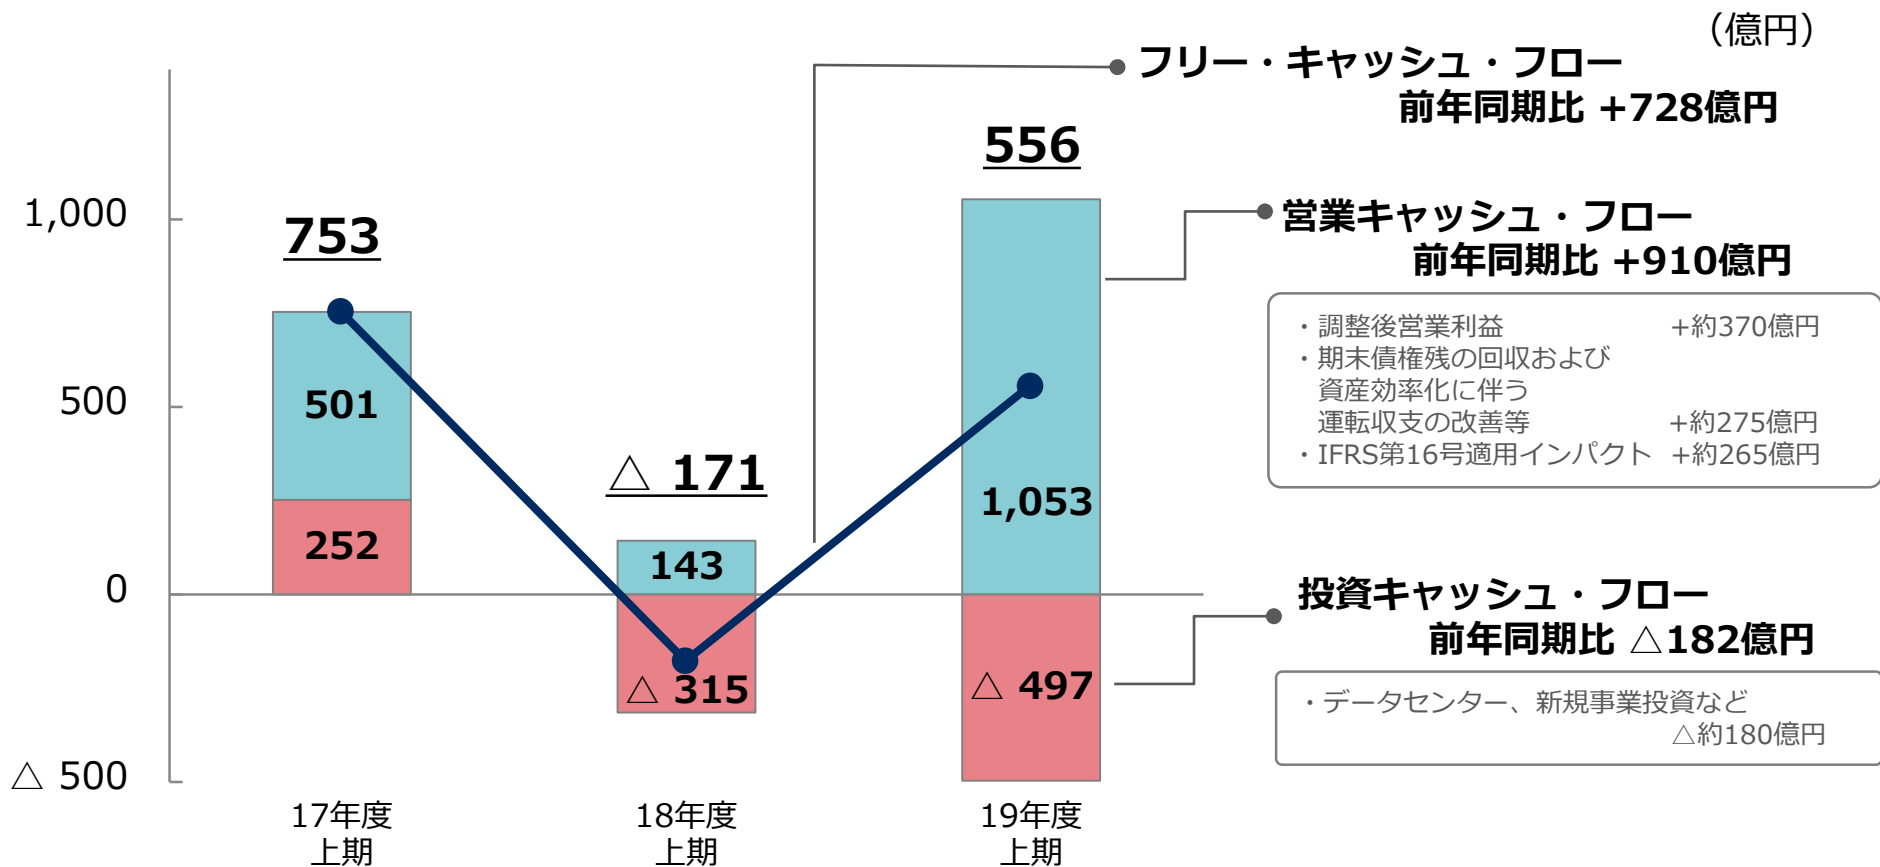 （億円）
フリー・キャッシュ・フロー
前年同期比 +728億円
556
1,000
753
営業キャッシュ・フロー
前年同期比 +910億円
・調整後営業利益 +約370億円
・期末債権残の回収および
資産効率化に伴う
運転収支の改善等 +約275億円
・IFRS第16号適用インパクト +約265億円
500
501
△ 171
1,053
252
143
0
投資キャッシュ・フロー
前年同期比 △182億円
△ 315
△ 497
・データセンター、新規事業投資など
△約180億円
△ 500
17年度
上期
18年度
上期
19年度
上期